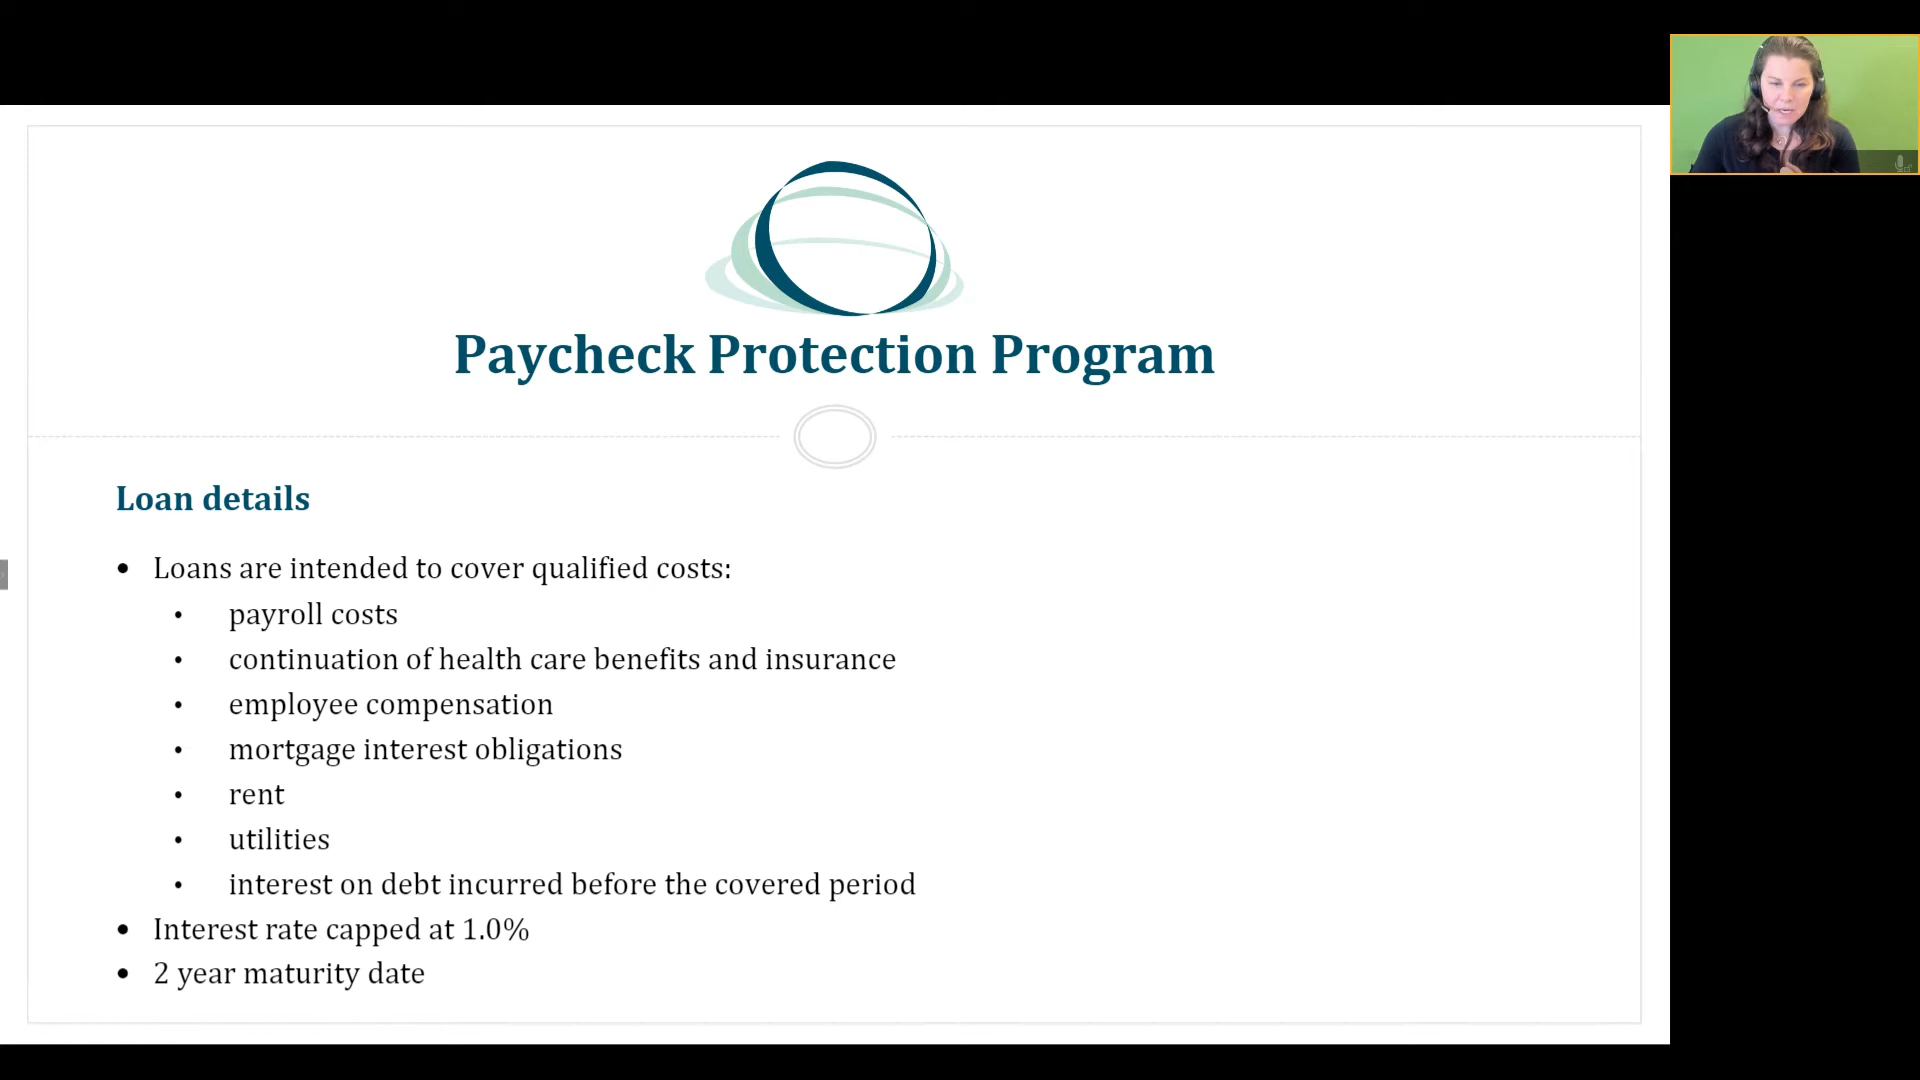 Paycheck Protection Program
Loan details
• Loans are intended to cover qualified costs:
• payroll costs
• continuation of health care benefits and insurance
• employee compensation
• mortgage interest obligations
• rent
• utilities
• interest on debt incurred before the covered period
• Interest rate capped at 1.0%
• 2 year maturity date